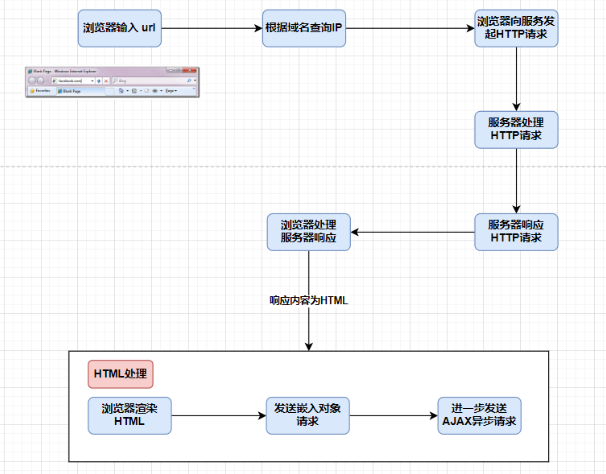 浏览器输入 url
根据域名查询IP
浏览器向服务发
起HTTP请求
Blank Page - Windows Internet Explorer
facebook.com
Bing
Favorites
Blank Page
Page
服务器处理
HTTP请求
浏览器处理
服务器响应
服务器响应
HTTP请求
响应内容为HTML
HTML处理
浏览器渲染
HTML
发送嵌入对象
请求
进一步发送
AJAX异步请求